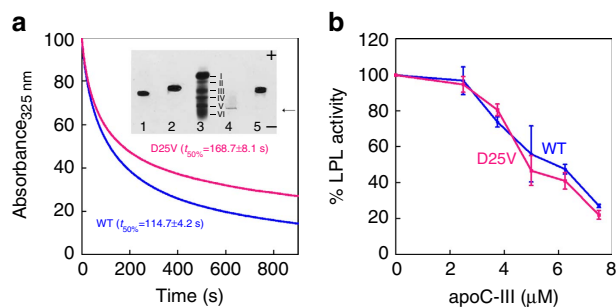 a
b
100
80
60
40
20
0
Absorbance325 nm
0
200
400
600
800
Time (s)
+
–
I
II
III
IV
V
VI
←
1
2
3
4
5
D25V (t50%=168.7±8.1 s)
WT (t50%=114.7±4.2 s)
120
100
80
60
40
20
0
% LPL activity
WT
D25V
0
2
4
6
8
apoC-III (μM)